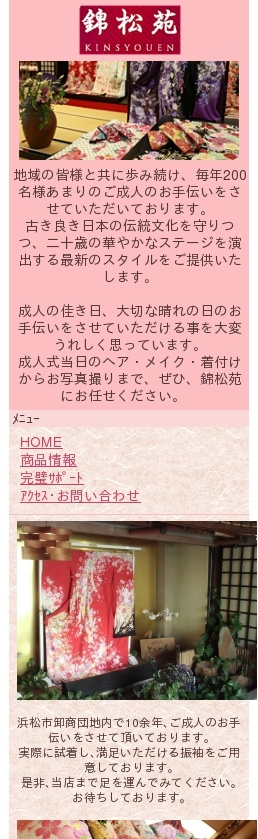 錦松苑
KINSYOUEN
地域の皆様と共に歩み続け、毎年200
名様あまりのご成人のお手伝いをさ
せていただいております。
古き良き日本の伝統文化を守りつ
つ、二十歳の華やかなステージを演
出する最新のスタイルをご提供いた
します。
成人の佳き日、大切な晴れの日のお
手伝いをさせていただける事を大変
うれしく思っています。
成人式当日のヘア・メイク・着付け
からお写真撮りまで、ぜひ、錦松苑
にお任せください。
ﾒﾆｭｰ
HOME
商品情報
完璧ｻﾎﾟｰﾄ
ｱｸｾｽ･お問い合わせ
浜松市卸商団地内で10余年､ご成人のお手
伝いをさせて頂いております。
実際に試着し､満足いただける振袖をご用
意しております。
是非､当店まで足を運んでみてください。
お待ちしております。